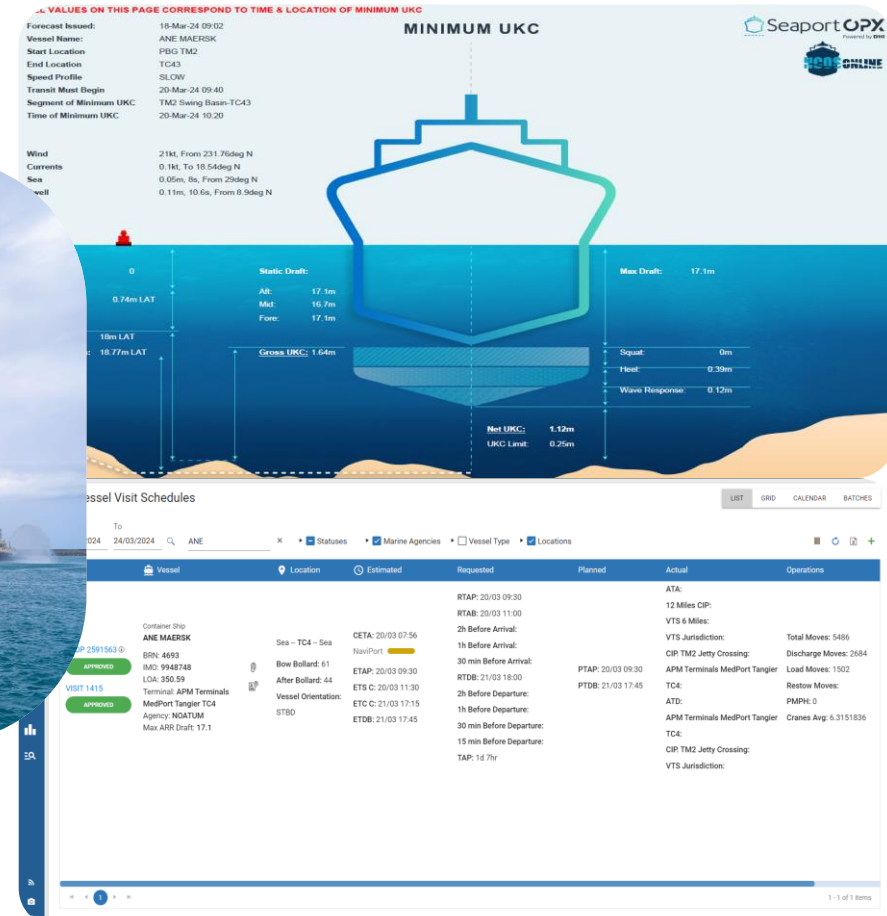 VALUES ON THIS PAGE CORRESPOND TO TIME & LOCATION OF MINIMUM UKC
Forecast Issued: 18-Mar-24 09:02
Vessel Name: ANE MAERSK
Start Location PBG TM2
End Location TC43
Speed Profile SLOW
Transit Must Begin 20-Mar-24 09:40
Segment of Minimum UKC TM2 Swing Basin-TC43
Time of Minimum UKC 20-Mar-24 10:20
MINIMUM UKC
Seaport OPX
Powered by DHI
NCOS ONLINE
Wind 21kt, From 231.76deg N
Currents 0.1kt, To 18.54deg N
Sea 0.05m, 8s, From 29deg N
Swell 0.11m, 10.6s, From 8.9deg N
0
0.74m LAT
18m LAT
18.77m LAT
Static Draft:
Aft: 17.1m
Mid: 16.7m
Fore: 17.1m
Gross UKC: 1.64m
Max Draft: 17.1m
Squat: 0m
Heel: 0.39m
Wave Response: 0.12m
Net UKC: 1.12m
UKC Limit: 0.25m
Vessel Visit Schedules
LIST GRID CALENDAR BATCHES
To
2024 24/03/2024 ANE × Statuses Marine Agencies Vessel Type Locations
Vessel Location Estimated Requested Planned Actual Operations
2591563
APPROVED
VISIT 1415
APPROVED
Container Ship
ANE MAERSK
BRN: 4693
IMO: 9948748
LOA: 350.59
Terminal: APM Terminals
MedPort Tangier TC4
Agency: NOATUM
Max ARR Draft: 17.1
Sea – TC4 – Sea
Bow Bollard: 61
After Bollard: 44
Vessel Orientation:
STBD
CETA: 20/03 07:56
NaviPort
ETAP: 20/03 09:30
ETS C: 20/03 11:30
ETC C: 21/03 17:15
ETDB: 21/03 17:45
RTAP: 20/03 09:30
RTAB: 20/03 11:00
2h Before Arrival:
1h Before Arrival:
30 min Before Arrival:
RTDB: 21/03 18:00
2h Before Departure:
1h Before Departure:
30 min Before Departure:
15 min Before Departure:
TAP: 1d 7hr
PTAP: 20/03 09:30
PTDB: 21/03 17:45
ATA:
12 Miles CIP:
VTS 6 Miles:
VTS Jurisdiction:
CIP. TM2 Jetty Crossing:
APM Terminals MedPort Tangier
TC4:
ATD:
APM Terminals MedPort Tangier
TC4:
CIP. TM2 Jetty Crossing:
VTS Jurisdiction:
Total Moves: 5486
Discharge Moves: 2684
Load Moves: 1502
Restow Moves:
PMPH: 0
Cranes Avg: 6.3151836
1
1 - 1 of 1 items